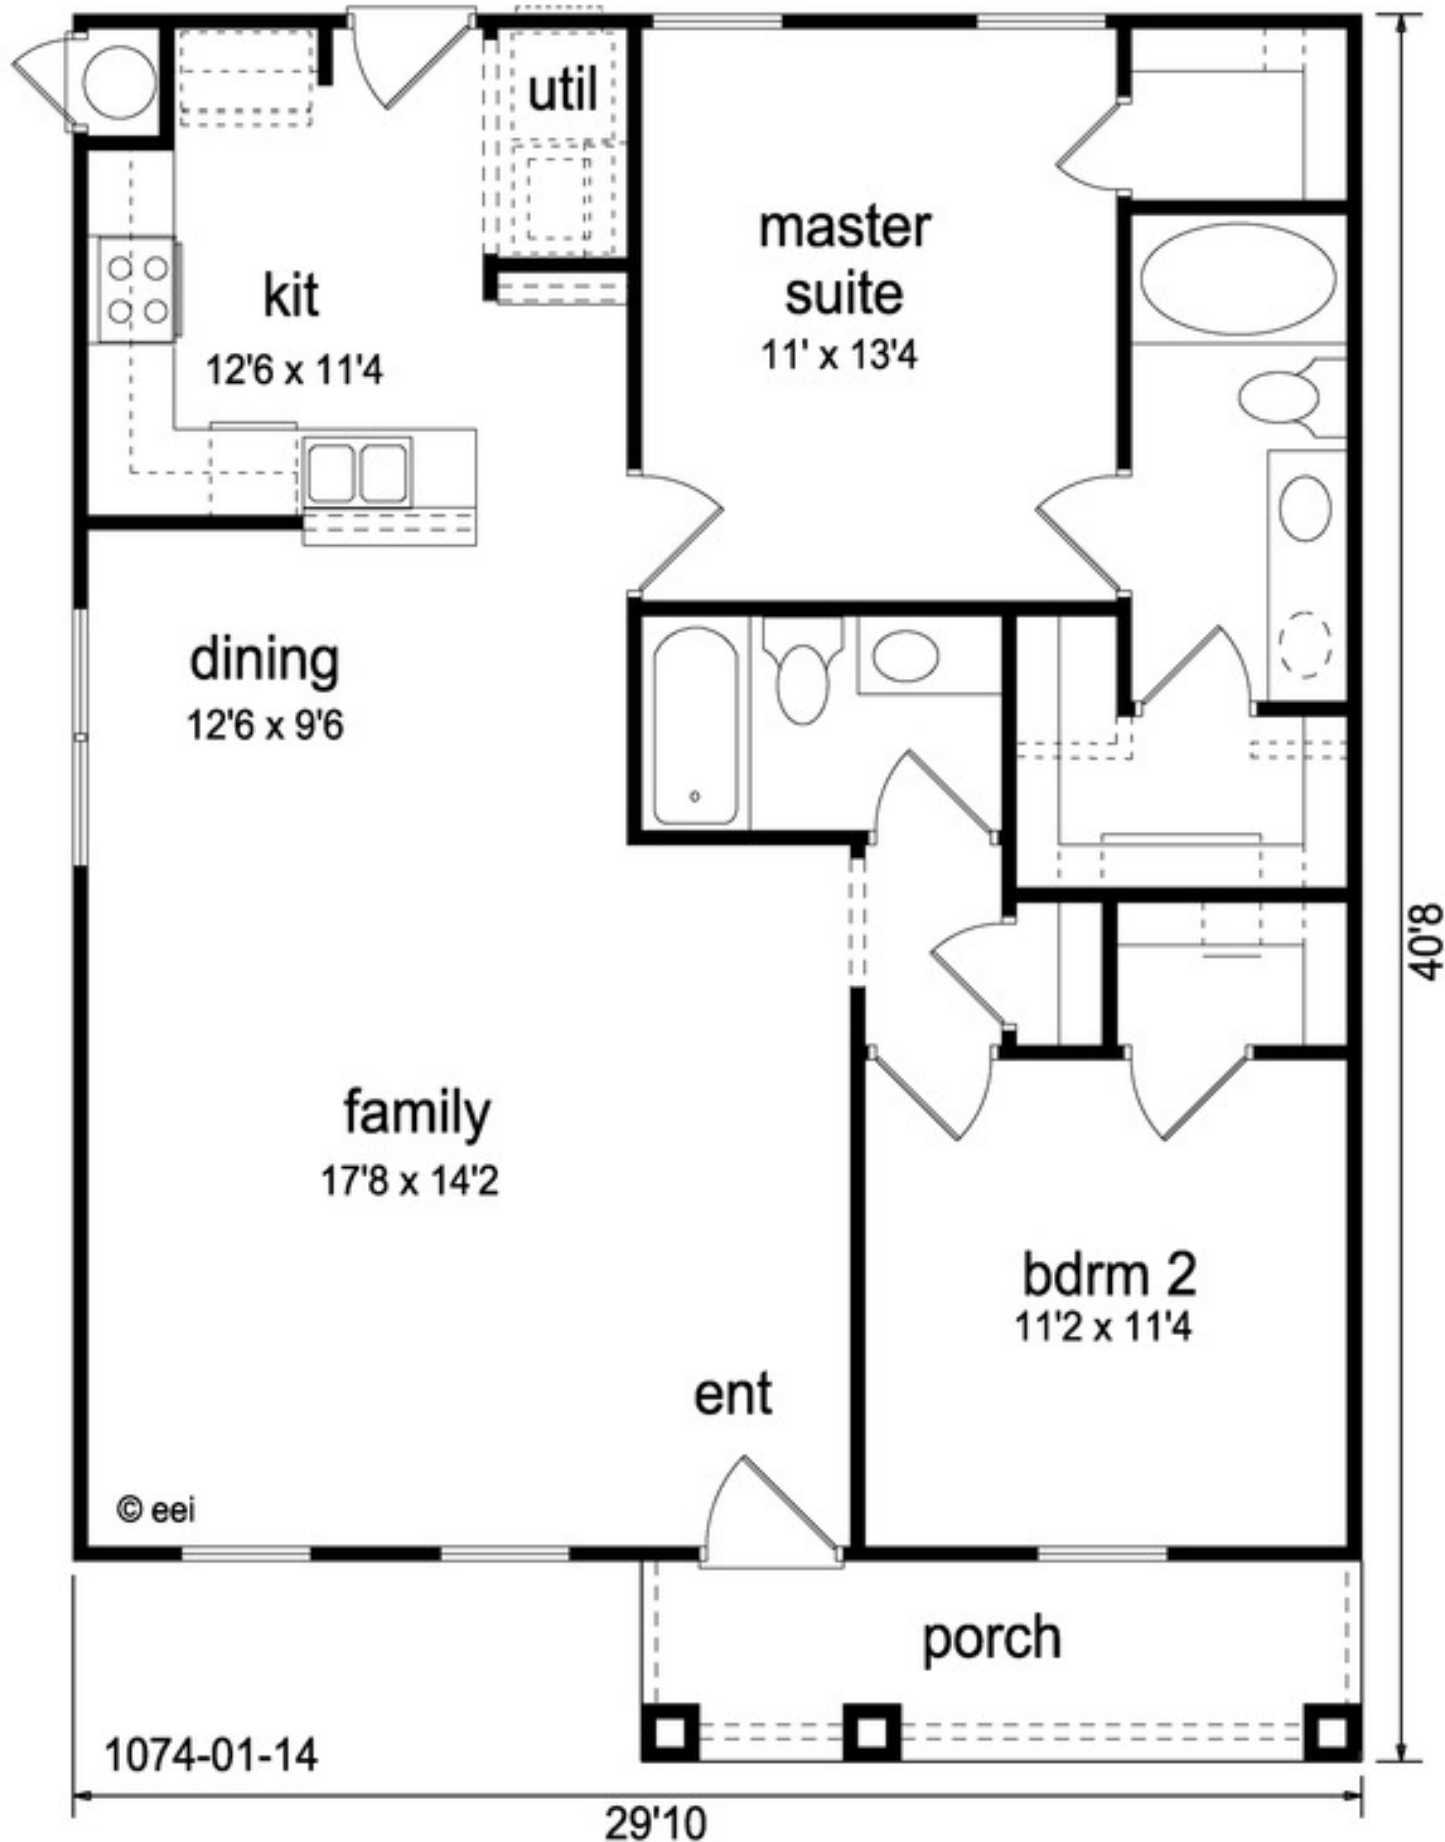 util
kit
12'6 x 11'4
master
suite
11' x 13'4
dining
12'6 x 9'6
family
17'8 x 14'2
bdrm 2
11'2 x 11'4
ent
© eei
porch
1074-01-14
29'10
40'8